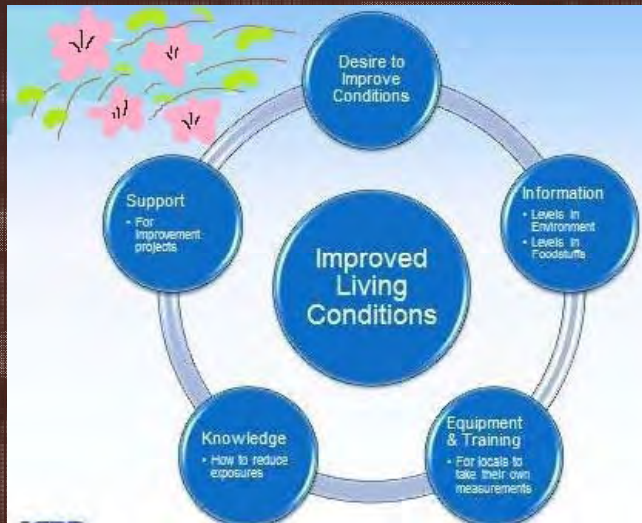 Desire to
Improve
Conditions
Information
• Levels in
Environment
• Levels in
Foodstuffs
Equipment
& Training
• For locals to
take their own
measurements
Knowledge
• How to reduce
exposures
Support
• For
Improvement
projects
Improved
Living
Conditions